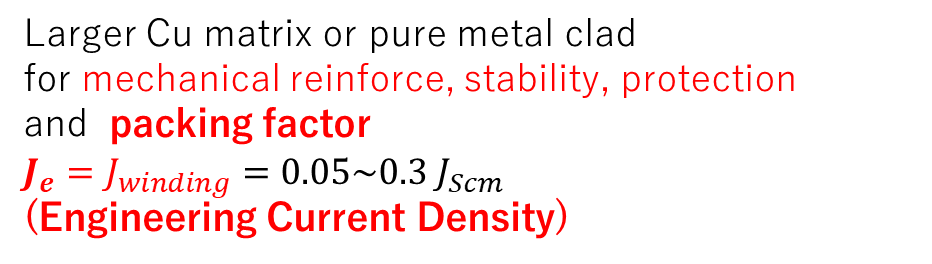 Larger Cu matrix or pure metal clad
for mechanical reinforce, stability, protection
and packing factor
Je = Jwinding = 0.05~0.3 JScm
(Engineering Current Density)